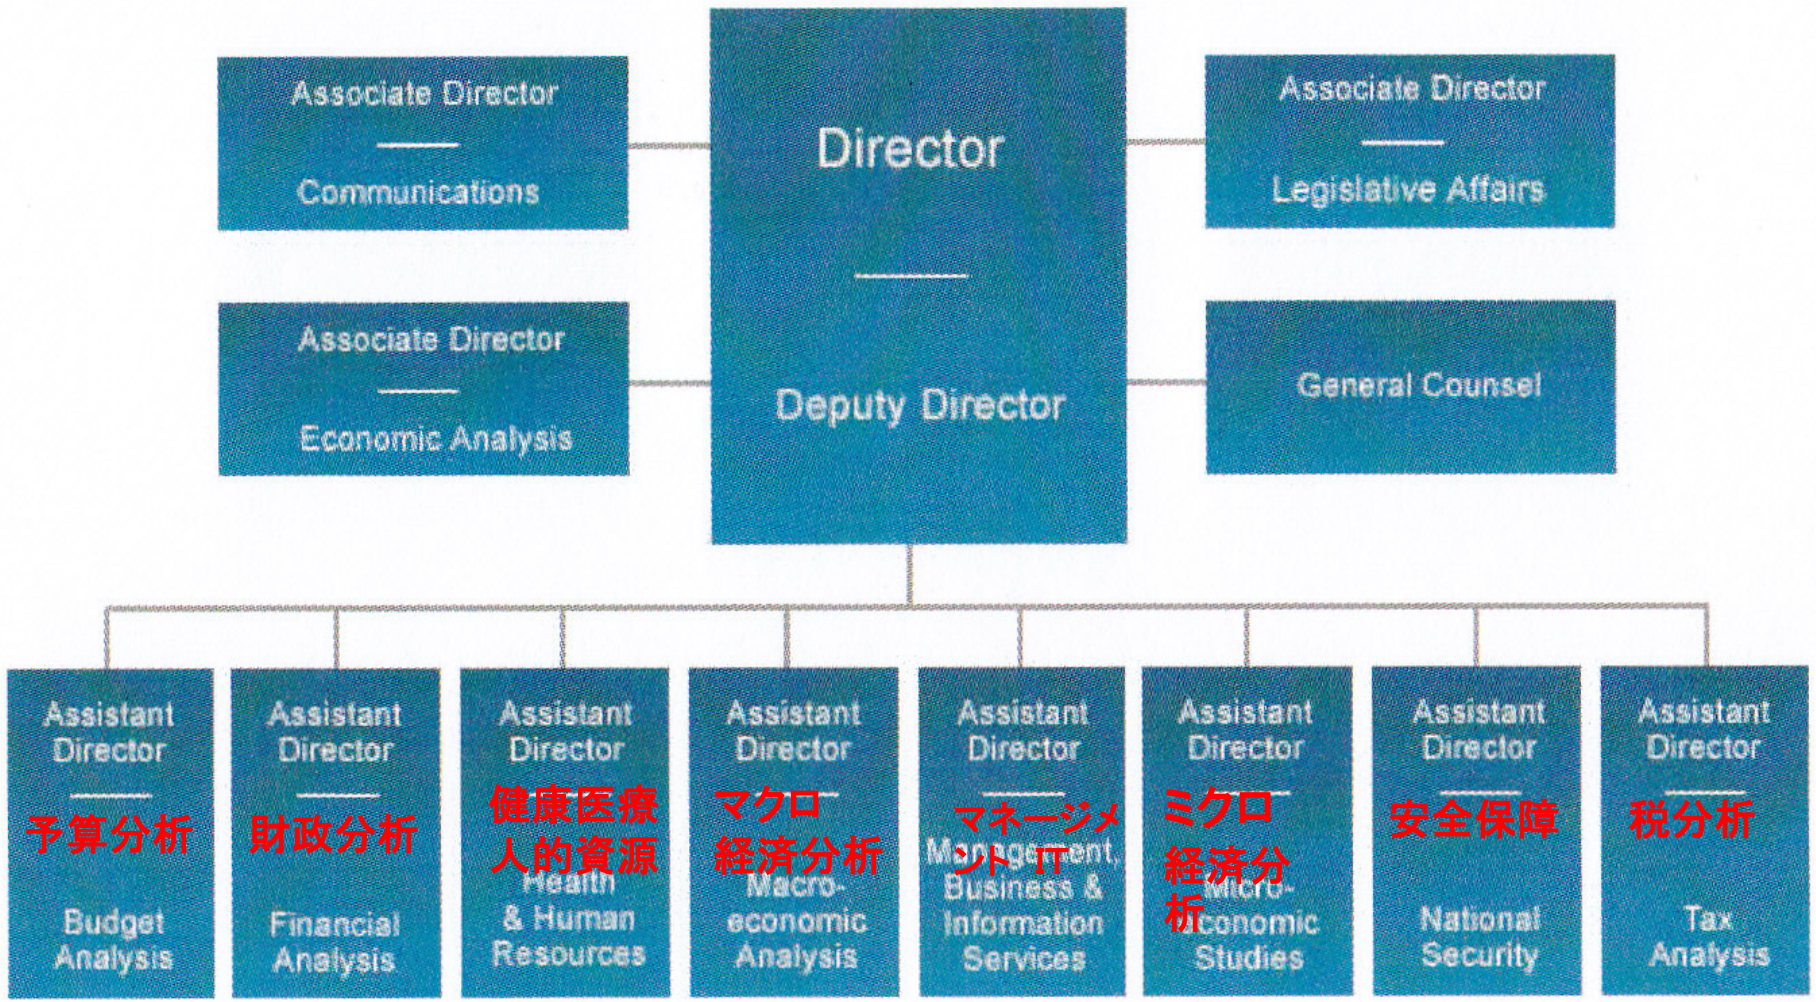 Associate Director
Communications
Director
Deputy Director
Associate Director
Legislative Affairs
Associate Director
Economic Analysis
General Counsel
Assistant
Director
予算分析
Budget
Analysis
Assistant
Director
財政分析
Financial
Analysis
Assistant
Director
健康医療
人的資源
Health
& Human
Resources
Assistant
Director
マクロ
経済分析
Macro-
economic
Analysis
Assistant
Director
マネージメ
ント IT
Management,
Business &
Information
Services
Assistant
Director
ミクロ
経済分
析
Micro-
economic
Studies
Assistant
Director
安全保障
National
Security
Assistant
Director
税分析
Tax
Analysis